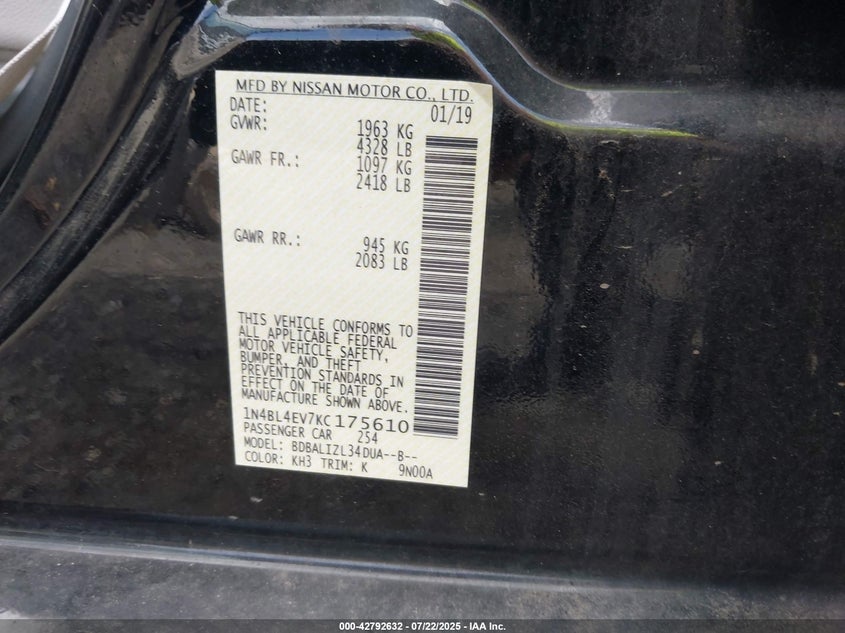 MFD BY NISSAN MOTOR CO., LTD.
DATE: 01/19
GVWR: 1963 KG
4328 LB
GAWR FR.: 1097 KG
2418 LB
GAWR RR.: 945 KG
2083 LB
THIS VEHICLE CONFORMS TO
ALL APPLICABLE FEDERAL
MOTOR VEHICLE SAFETY,
BUMPER, AND THEFT
PREVENTION STANDARDS IN
EFFECT ON THE DATE OF
MANUFACTURE SHOWN ABOVE.
1N4BL4EV7KC175610
PASSENGER CAR 254
MODEL: BDBALIZL34DUA--B--
COLOR: KH3 TRIM: K 9N00A
000-42792632 - 07/22/2025 - IAA Inc.